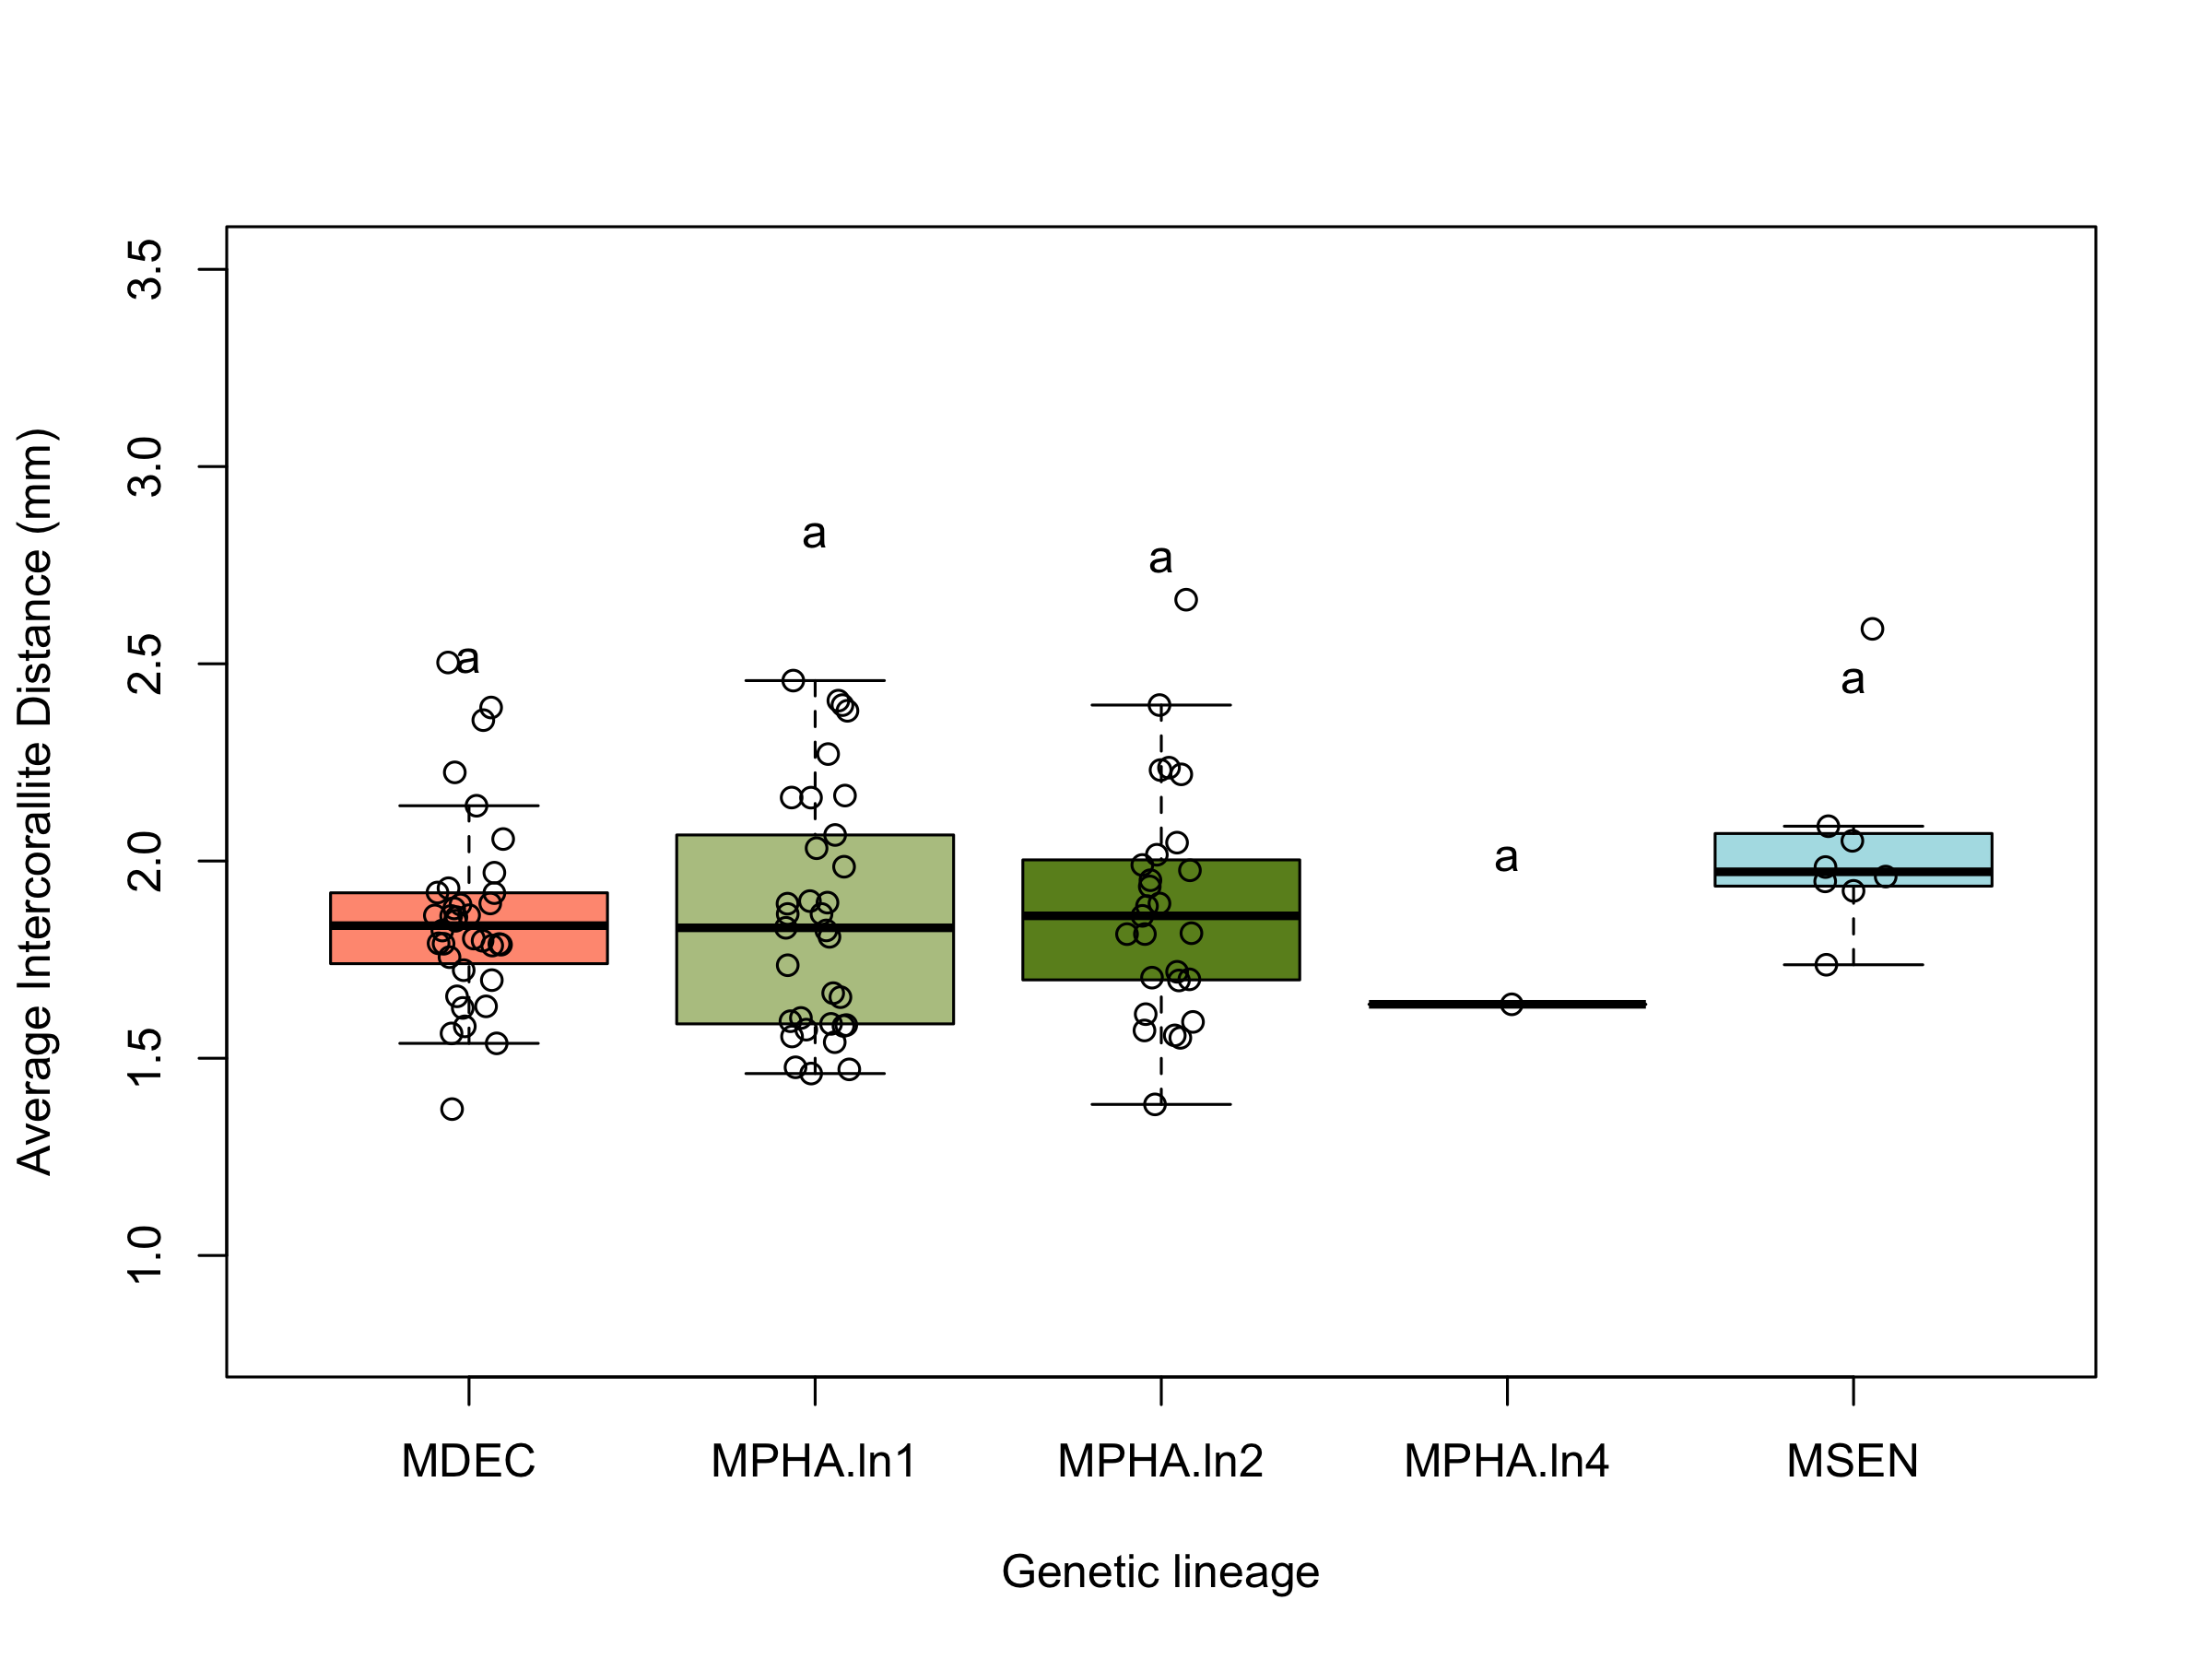 Average Intercorallite Distance (mm)
3.5
3.0
2.5
2.0
1.5
1.0
a
a
a
a
a
MDEC MPHA.ln1 MPHA.ln2 MPHA.ln4 MSEN
Genetic lineage